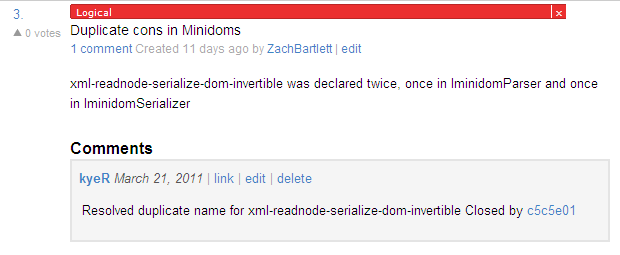 3.
Logical x
Duplicate cons in Minidoms
0 votes
1 comment Created 11 days ago by ZachBartlett | edit
xml-readnode-serialize-dom-invertible was declared twice, once in IminidomParser and once
in IminidomSerializer
Comments
kyeR March 21, 2011 | link | edit | delete
Resolved duplicate name for xml-readnode-serialize-dom-invertible Closed by c5c5e01